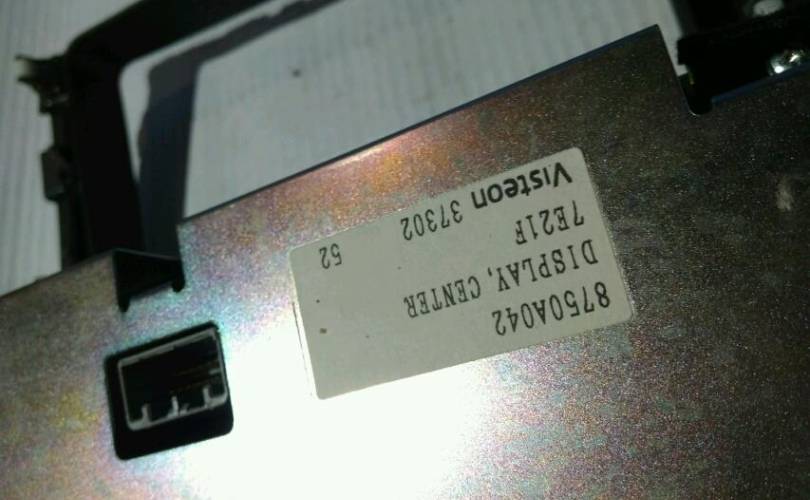 8750A042
DISPLAY, CENTER
7E21F
Visteon 37302 52